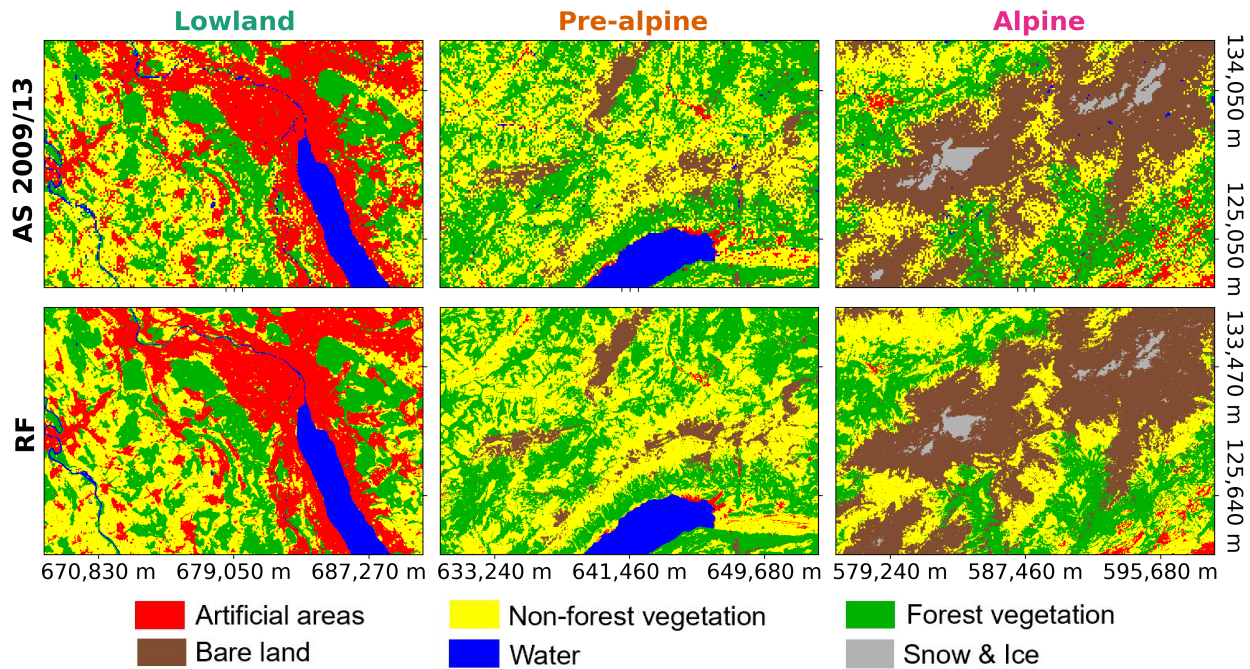 Lowland Pre-alpine Alpine
AS 2009/13
134,050 m
125,050 m
RF
133,470 m
125,640 m
670,830 m 679,050 m 687,270 m 633,240 m 641,460 m 649,680 m 579,240 m 587,460 m 595,680 m
Artificial areas Non-forest vegetation Forest vegetation
Bare land Water Snow & Ice